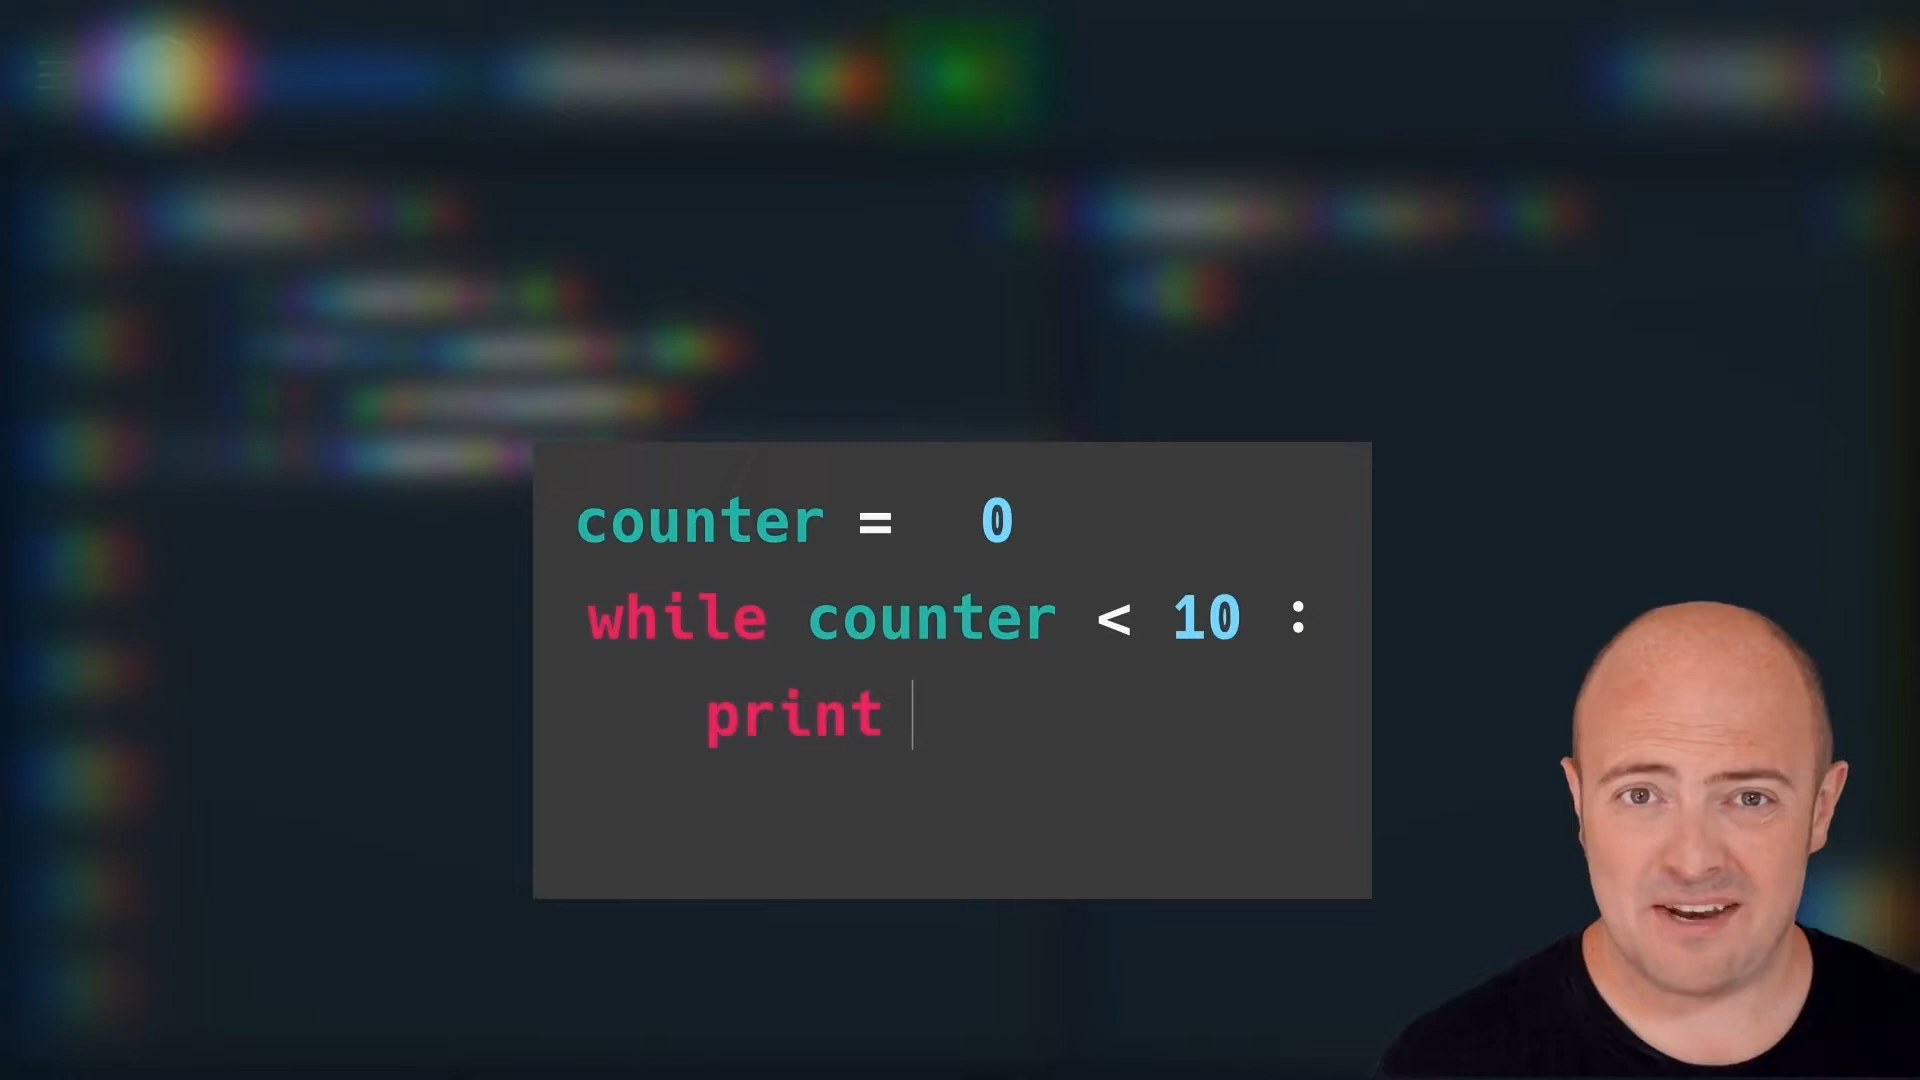 counter = 0
while counter < 10 :
print